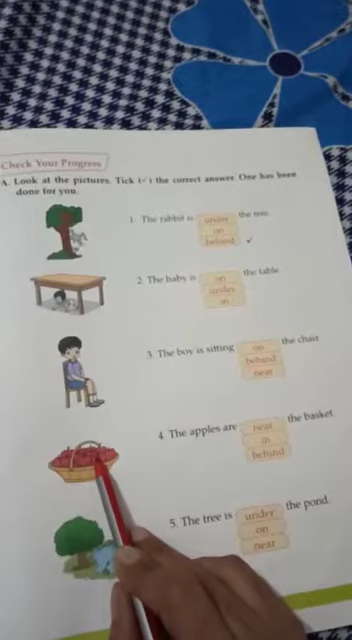 Check Your Progress
A. Look at the pictures. Tick (✓) the correct answer. One has been
done for you.
1. The rabbit is under the tree.
on
behind ✓
2. The baby is on the table.
under
in
3. The boy is sitting on the chair.
behind
near
4. The apples are near the basket.
in
behind
5. The tree is under the pond.
on
near